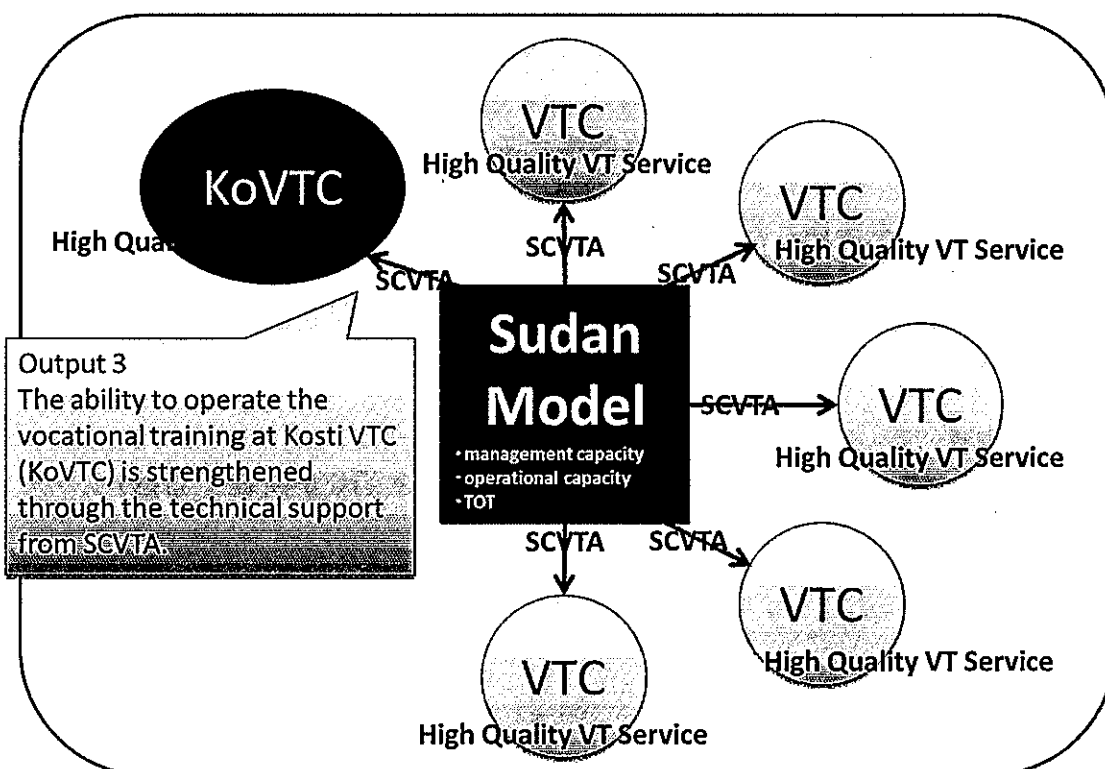 VTC
High Quality VT Service
KoVTC
High Qua
VTC
High Quality VT Service
SCVTA
SCVTA
SCVTA
Sudan
Model
•management capacity
•operational capacity
•TOT
Output 3
The ability to operate the
vocational training at Kosti VTC
(KoVTC) is strengthened
through the technical support
from SCVTA.
SCVTA
VTC
High Quality VT Service
SCVTA
SCVTA
VTC
High Quality VT Service
VTC
High Quality VT Service